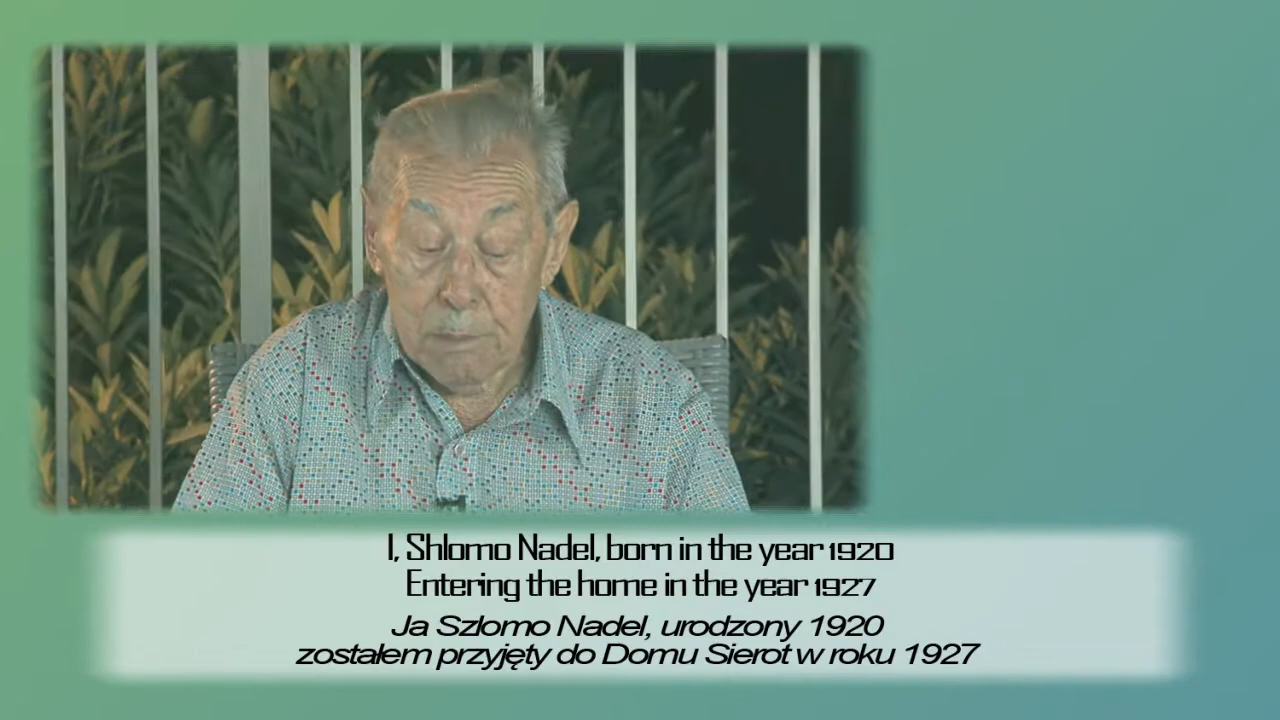 I, Shlomo Nadel, born in the year 1920
Entering the home in the year 1927
Ja Szlomo Nadel, urodzony 1920
zostałem przyjęty do Domu Sierot w roku 1927